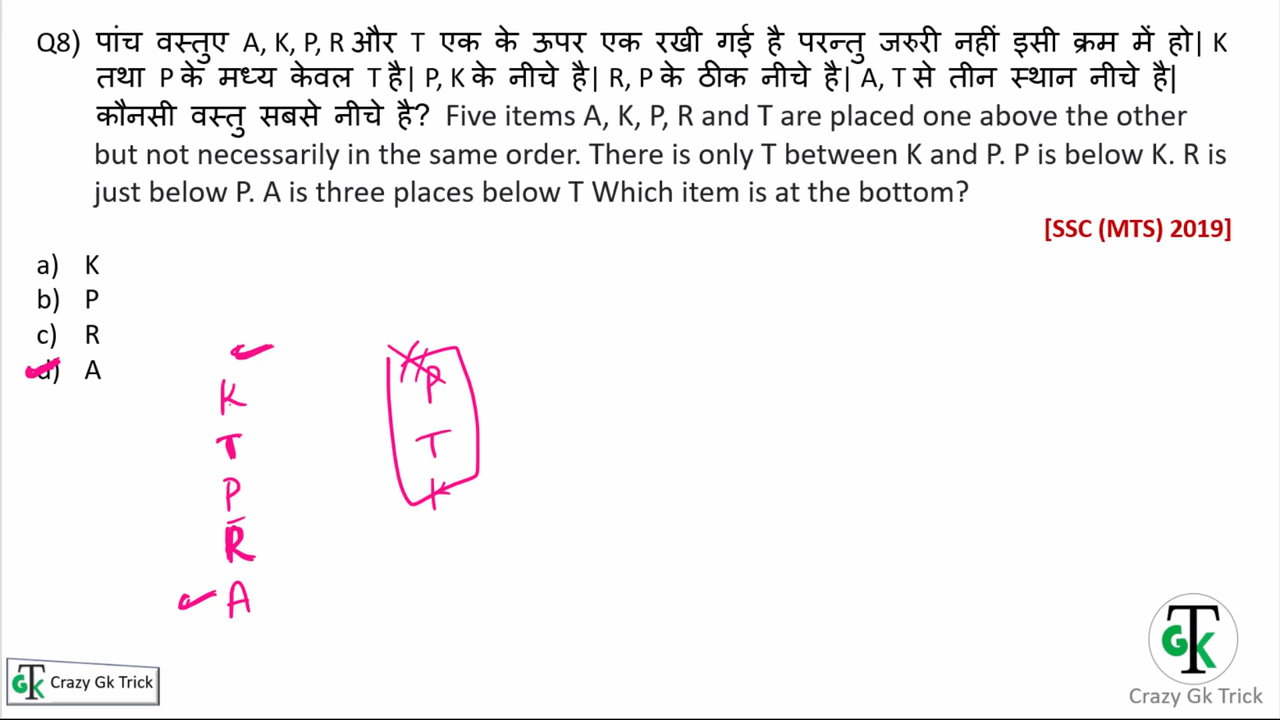 Q8) पांच वस्तुए A, K, P, R और T एक के ऊपर एक रखी गई है परन्तु जरुरी नहीं इसी क्रम में हो| K
तथा P के मध्य केवल T है| P, K के नीचे है| R, P के ठीक नीचे है| A, T से तीन स्थान नीचे है|
कौनसी वस्तु सबसे नीचे है? Five items A, K, P, R and T are placed one above the other
but not necessarily in the same order. There is only T between K and P. P is below K. R is
just below P. A is three places below T Which item is at the bottom?
[SSC (MTS) 2019]
a) K
b) P
c) R
d) A
K
T
P
R
A
P
T
K
GTK Crazy Gk Trick
GTK
Crazy Gk Trick